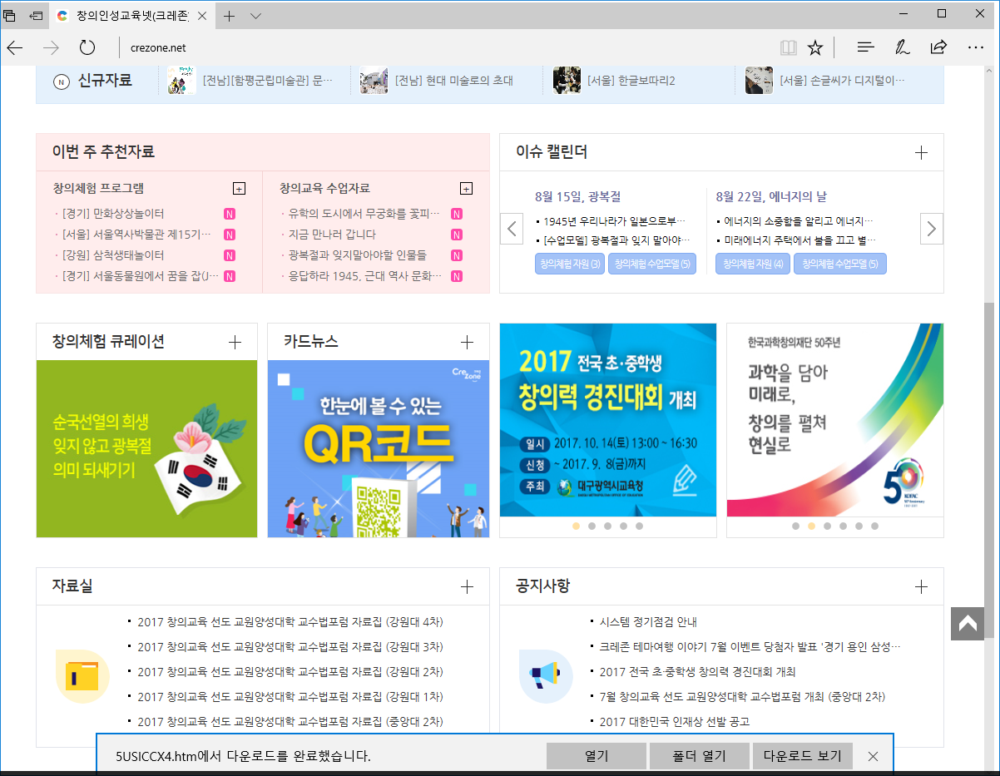 창의인성교육넷(크레존)
crezone.net
N 신규자료
[전남][함평군립미술관] 문···
[전남] 현대 미술로의 초대
[서울] 한글보따리2
[서울] 손글씨가 디지털이···
이번 주 추천자료
창의체험 프로그램
· [경기] 만화상상놀이터 N
· [서울] 서울역사박물관 제15기··· N
· [강원] 삼척생태놀이터 N
· [경기] 서울동물원에서 꿈을 잡(J··· N
창의교육 수업자료
· 유학의 도시에서 무궁화를 꽃피··· N
· 지금 만나러 갑니다 N
· 광복절과 잊지말아야할 인물들 N
· 응답하라 1945, 근대 역사 문화··· N
이슈 캘린더
8월 15일, 광복절
1945년 우리나라가 일본으로부···
[수업모델] 광복절과 잊지 말아야···
창의체험 자원 (3) 창의체험 수업모델 (5)
8월 22일, 에너지의 날
에너지의 소중함을 알리고 에너지···
미래에너지 주택에서 불을 끄고 별···
창의체험 자원 (4) 창의체험 수업모델 (5)
창의체험 큐레이션
순국선열의 희생
잊지 않고 광복절
의미 되새기기
카드뉴스
CreZone
한눈에 볼 수 있는
QR코드
2017 전국 초·중학생
창의력 경진대회 개최
일시 2017. 10. 14(토) 13:00 ~ 16:30
신청 ~ 2017. 9. 8(금)까지
주최 대구광역시교육청
한국과학창의재단 50주년
과학을 담아
미래로,
창의를 펼쳐
현실로
50
KOFAC
자료실
2017 창의교육 선도 교원양성대학 교수법포럼 자료집 (강원대 4차)
2017 창의교육 선도 교원양성대학 교수법포럼 자료집 (강원대 3차)
2017 창의교육 선도 교원양성대학 교수법포럼 자료집 (강원대 2차)
2017 창의교육 선도 교원양성대학 교수법포럼 자료집 (강원대 1차)
2017 창의교육 선도 교원양성대학 교수법포럼 자료집 (중앙대 2차)
공지사항
시스템 정기점검 안내
크레존 테마여행 이야기 7월 이벤트 당첨자 발표 '경기 용인 삼성···
2017 전국 초·중학생 창의력 경진대회 개최
7월 창의교육 선도 교원양성대학 교수법포럼 개최 (중앙대 2차)
2017 대한민국 인재상 선발 공고
5USICCX4.htm에서 다운로드를 완료했습니다.
열기
폴더 열기
다운로드 보기